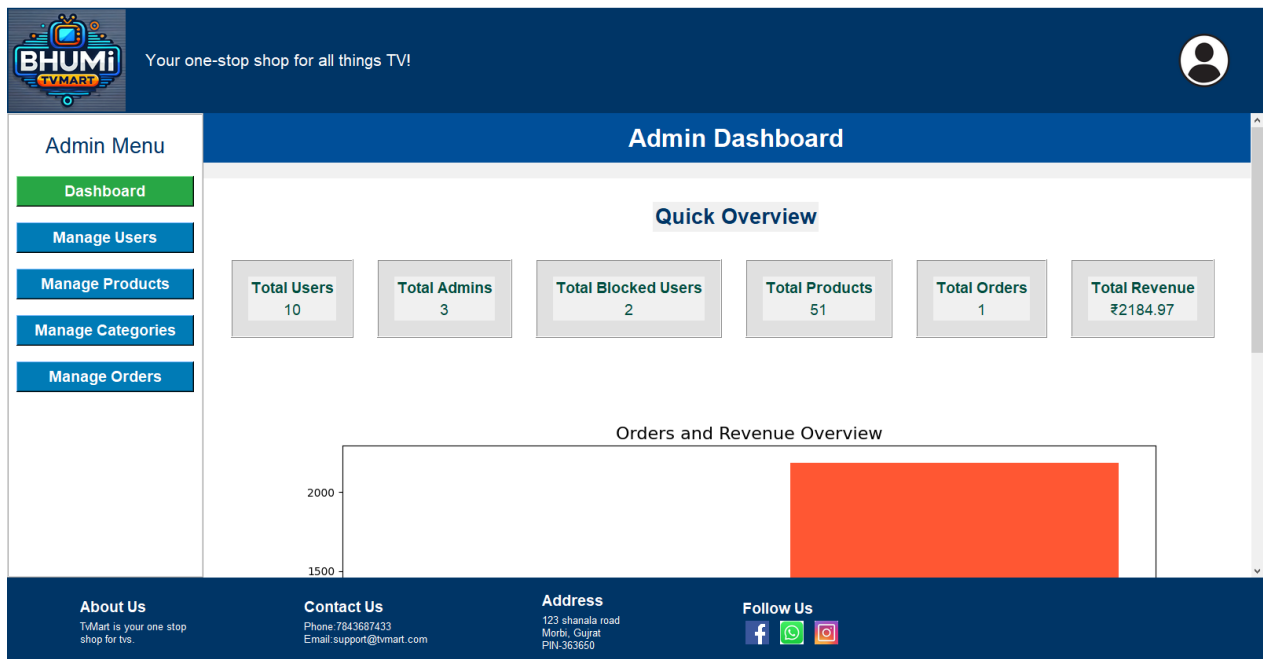 BHUMi
TVMART
Your one-stop shop for all things TV!
Admin Menu
Dashboard
Manage Users
Manage Products
Manage Categories
Manage Orders
Admin Dashboard
Quick Overview
Total Users
10
Total Admins
3
Total Blocked Users
2
Total Products
51
Total Orders
1
Total Revenue
₹2184.97
Orders and Revenue Overview
2000
1500
About Us
TvMart is your one stop
shop for tvs.
Contact Us
Phone:7843687433
Email:support@tvmart.com
Address
123 shanala road
Morbi, Gujrat
PIN-363650
Follow Us